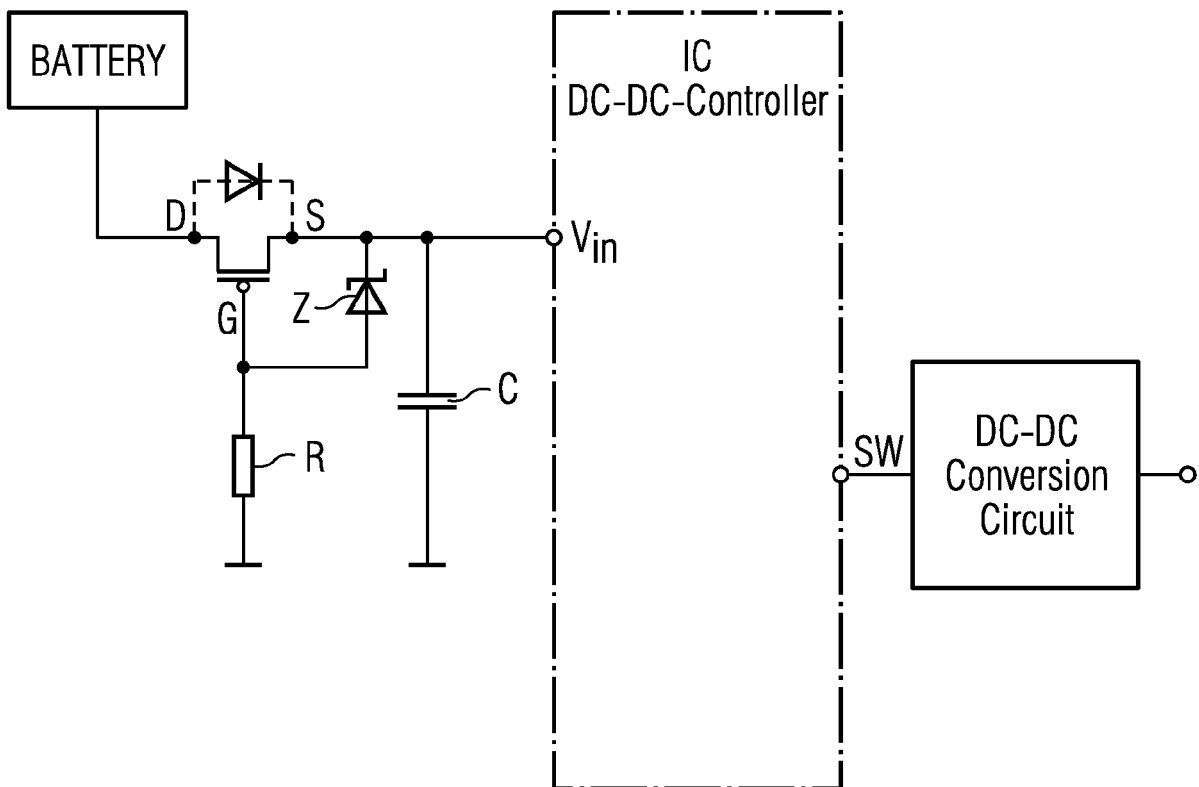 BATTERY
IC
DC-DC-Controller
D
S
Vin
G
Z
C
R
SW
DC-DC
Conversion
Circuit